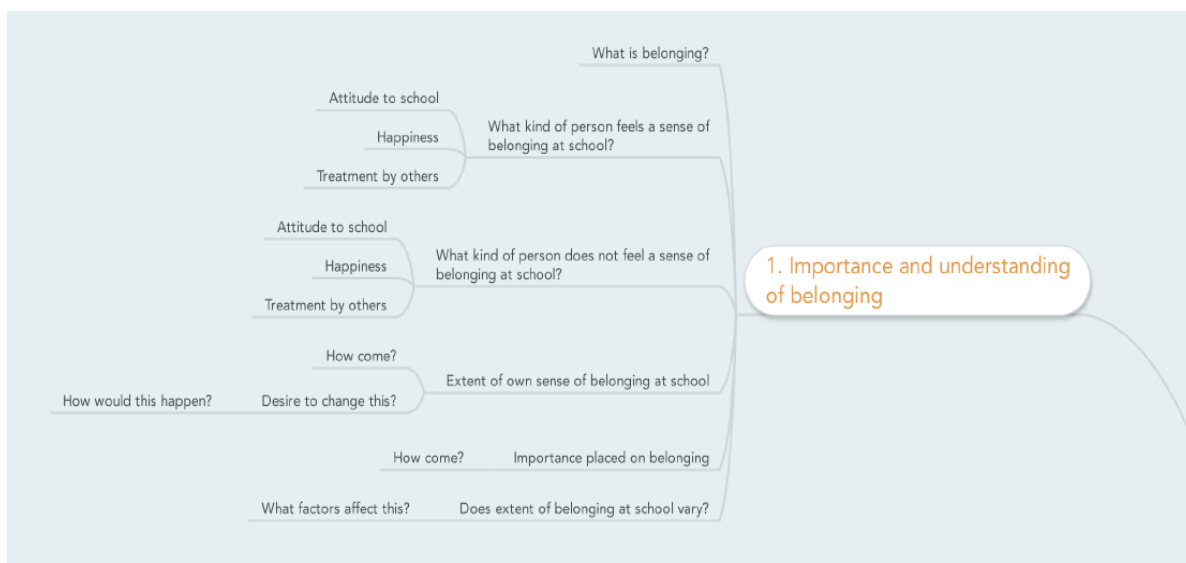 What is belonging?
Attitude to school
Happiness
Treatment by others
What kind of person feels a sense of
belonging at school?
Attitude to school
Happiness
Treatment by others
What kind of person does not feel a sense of
belonging at school?
1. Importance and understanding
of belonging
How come?
Extent of own sense of belonging at school
How would this happen?
Desire to change this?
How come?
Importance placed on belonging
What factors affect this?
Does extent of belonging at school vary?